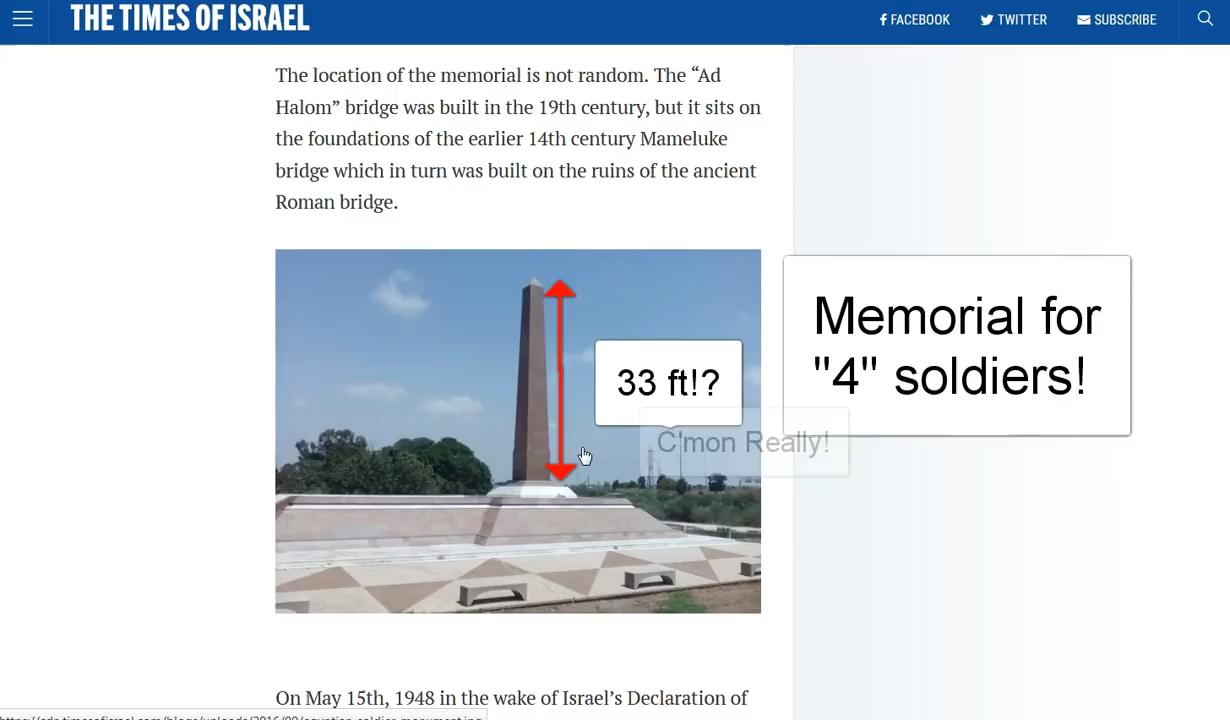 THE TIMES OF ISRAEL
FACEBOOK
TWITTER
SUBSCRIBE
The location of the memorial is not random. The “Ad
Halom” bridge was built in the 19th century, but it sits on
the foundations of the earlier 14th century Mameluke
bridge which in turn was built on the ruins of the ancient
Roman bridge.
33 ft!?
C'mon Really!
Memorial for
"4" soldiers!
On May 15th, 1948 in the wake of Israel’s Declaration of